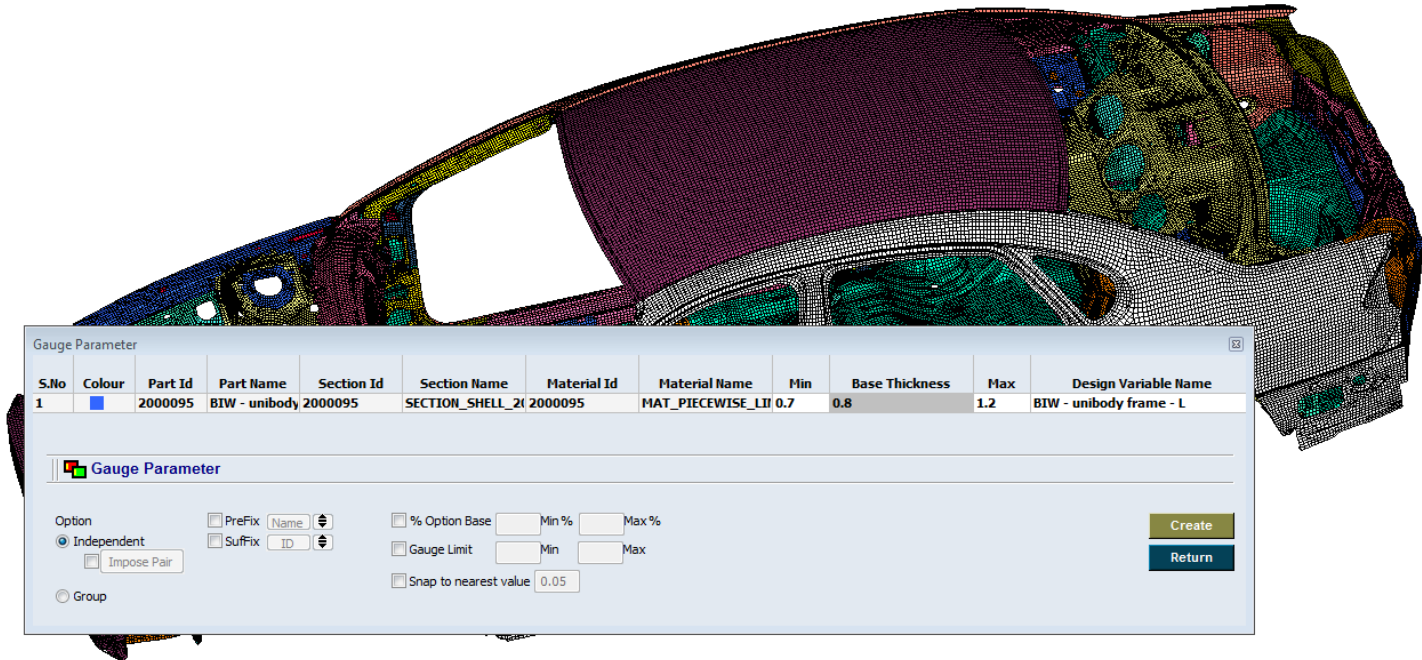 Gauge Parameter
S.No Colour Part Id Part Name Section Id Section Name Material Id Material Name Min Base Thickness Max Design Variable Name
1 2000095 BIW - unibody 2000095 SECTION_SHELL_20 2000095 MAT_PIECEWISE_LIN 0.7 0.8 1.2 BIW - unibody frame - L
Gauge Parameter
Option PreFix Name % Option Base Min % Max %
Independent SufFix ID Gauge Limit Min Max
Impose Pair
Snap to nearest value 0.05
Group
Create
Return